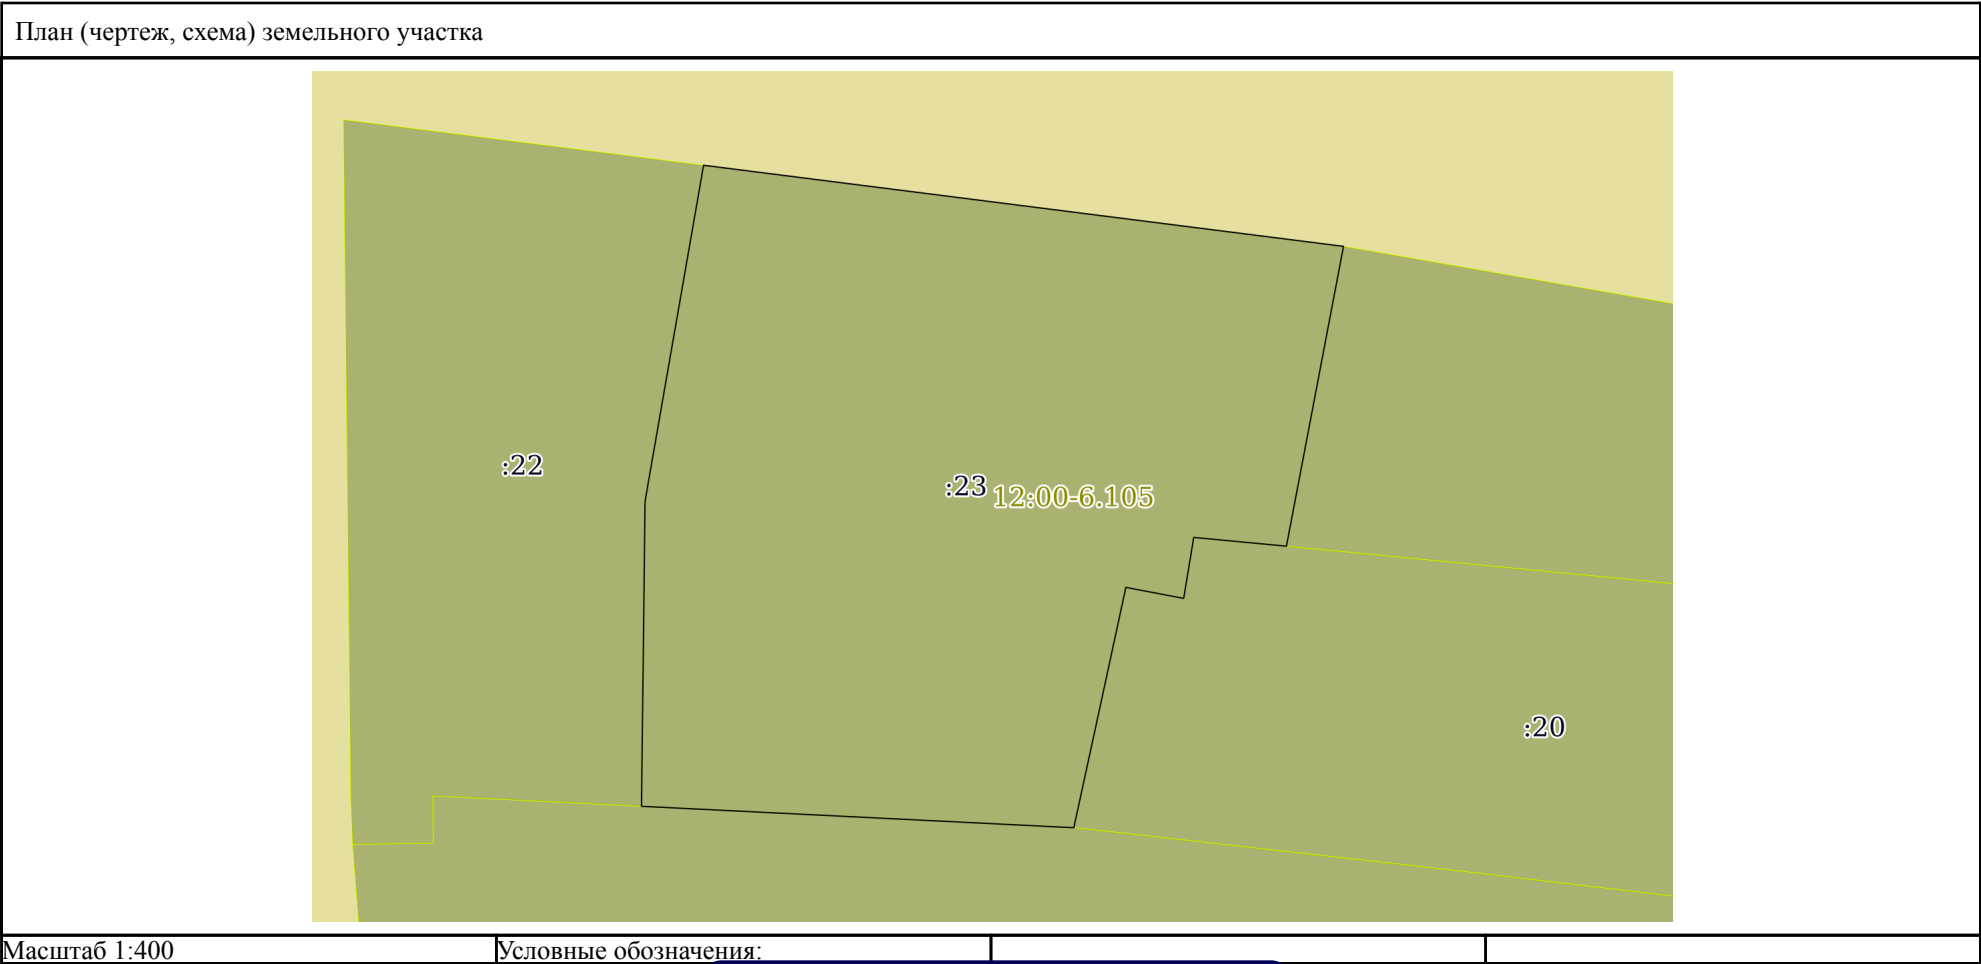 План (чертеж, схема) земельного участка
:22
:23 12:00-6.105
:20
Масштаб 1:400
Условные обозначения: